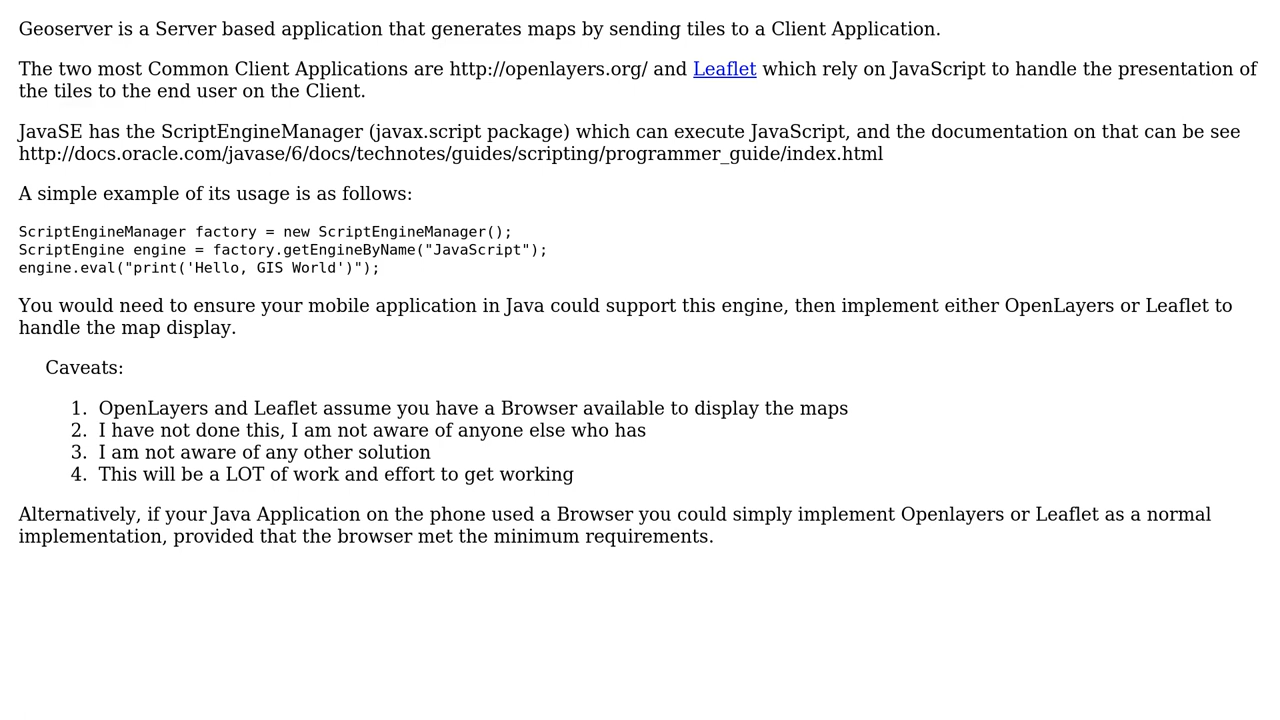 Geoserver is a Server based application that generates maps by sending tiles to a Client Application.
The two most Common Client Applications are http://openlayers.org/ and Leaflet which rely on JavaScript to handle the presentation of
the tiles to the end user on the Client.
JavaSE has the ScriptEngineManager (javax.script package) which can execute JavaScript, and the documentation on that can be see
http://docs.oracle.com/javase/6/docs/technotes/guides/scripting/programmer_guide/index.html
A simple example of its usage is as follows:
ScriptEngineManager factory = new ScriptEngineManager();
ScriptEngine engine = factory.getEngineByName("JavaScript");
engine.eval("print('Hello, GIS World')");
You would need to ensure your mobile application in Java could support this engine, then implement either OpenLayers or Leaflet to
handle the map display.
Caveats:
1. OpenLayers and Leaflet assume you have a Browser available to display the maps
2. I have not done this, I am not aware of anyone else who has
3. I am not aware of any other solution
4. This will be a LOT of work and effort to get working
Alternatively, if your Java Application on the phone used a Browser you could simply implement Openlayers or Leaflet as a normal
implementation, provided that the browser met the minimum requirements.